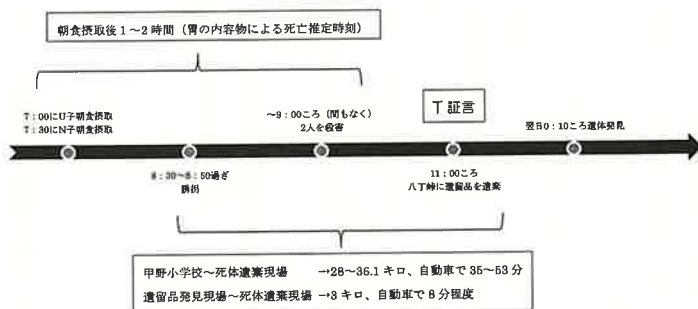 朝食摂取後1～2時間（胃の内容物による死亡推定時刻）
7：00にU子朝食摂取
7：30にN子朝食摂取
～9：00ころ（間もなく）
2人を殺害
T証言
翌日0：10ころ遺体発見
8：30～8：50過ぎ
誘拐
11：00ころ
八丁峠に遺留品を遺棄
甲野小学校～死体遺棄現場　→28～36.1キロ、自動車で35～53分
遺留品発見現場～死体遺棄現場→3キロ、自動車で8分程度